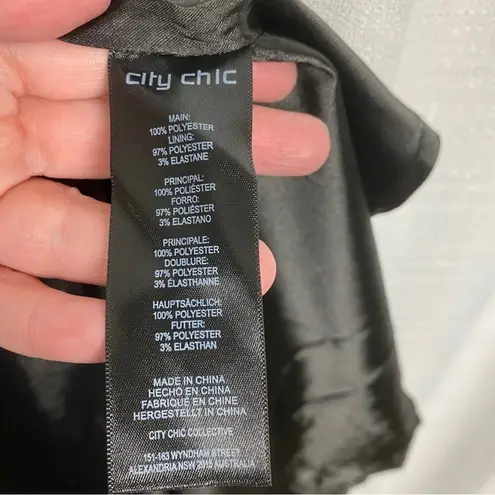 city chic
MAIN:
100% POLYESTER
LINING:
97% POLYESTER
3% ELASTANE
PRINCIPAL:
100% POLIÉSTER
FORRO:
97% POLIÉSTER
3% ELASTANO
PRINCIPALE:
100% POLYESTER
DOUBLURE:
97% POLYESTER
3% ÉLASTHANNE
HAUPTSÄCHLICH:
100% POLYESTER
FUTTER:
97% POLYESTER
3% ELASTHAN
MADE IN CHINA
HECHO EN CHINA
FABRIQUÉ EN CHINE
HERGESTELLT IN CHINA
CITY CHIC COLLECTIVE
151-163 WYNDHAM STREET
ALEXANDRIA NSW 2015 AUSTRALIA